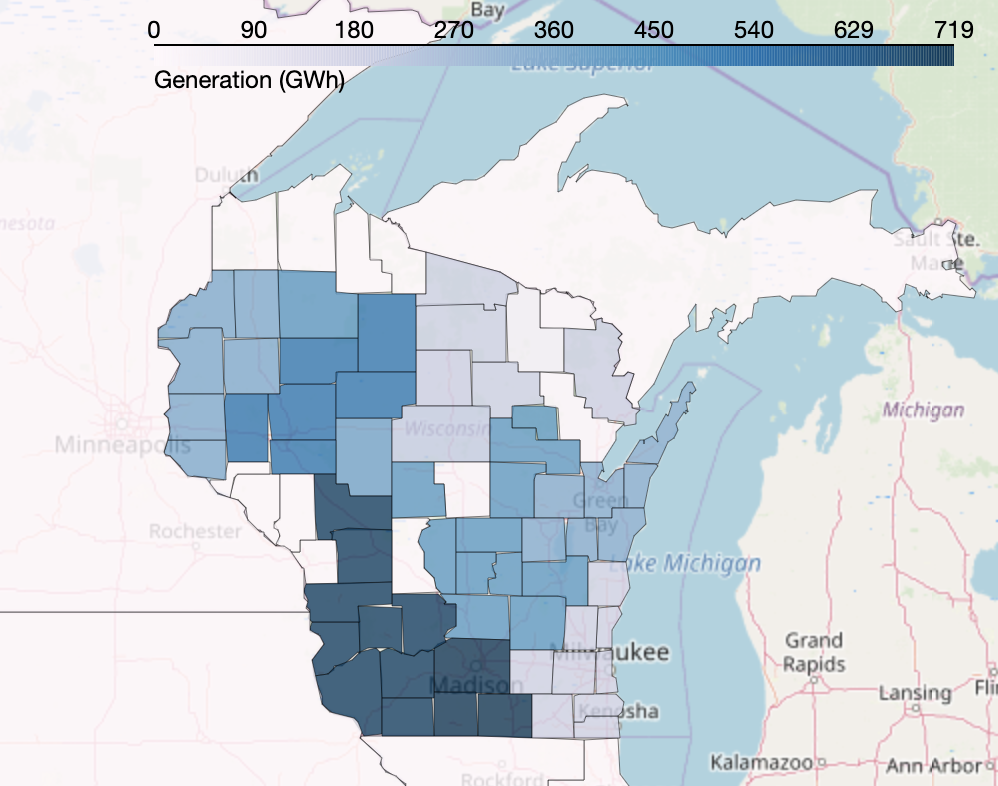 Bay
0 90 180 270 360 450 540 629 719
Lake Superior
Generation (GWh)
Duluth
nesota
Sault Ste.
Marie
Michigan
Wisconsin
Minneapolis
Green
Bay
Rochester
Lake Michigan
Grand
Rapids
Milwaukee
Madison
Lansing
Flin
Kenosha
Kalamazoo
Ann Arbor
Rockford